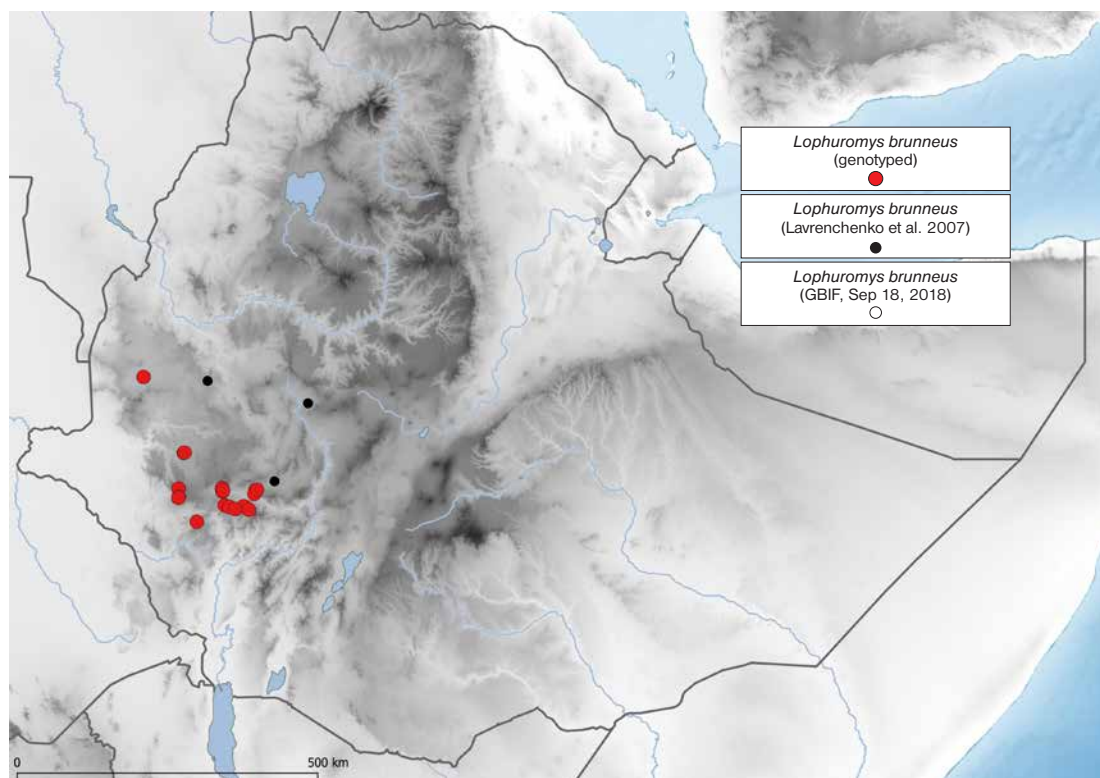 Lophuromys brunneus
(genotyped)
Lophuromys brunneus
(Lavrenchenko et al. 2007)
Lophuromys brunneus
(GBIF, Sep 18, 2018)
0
500 km